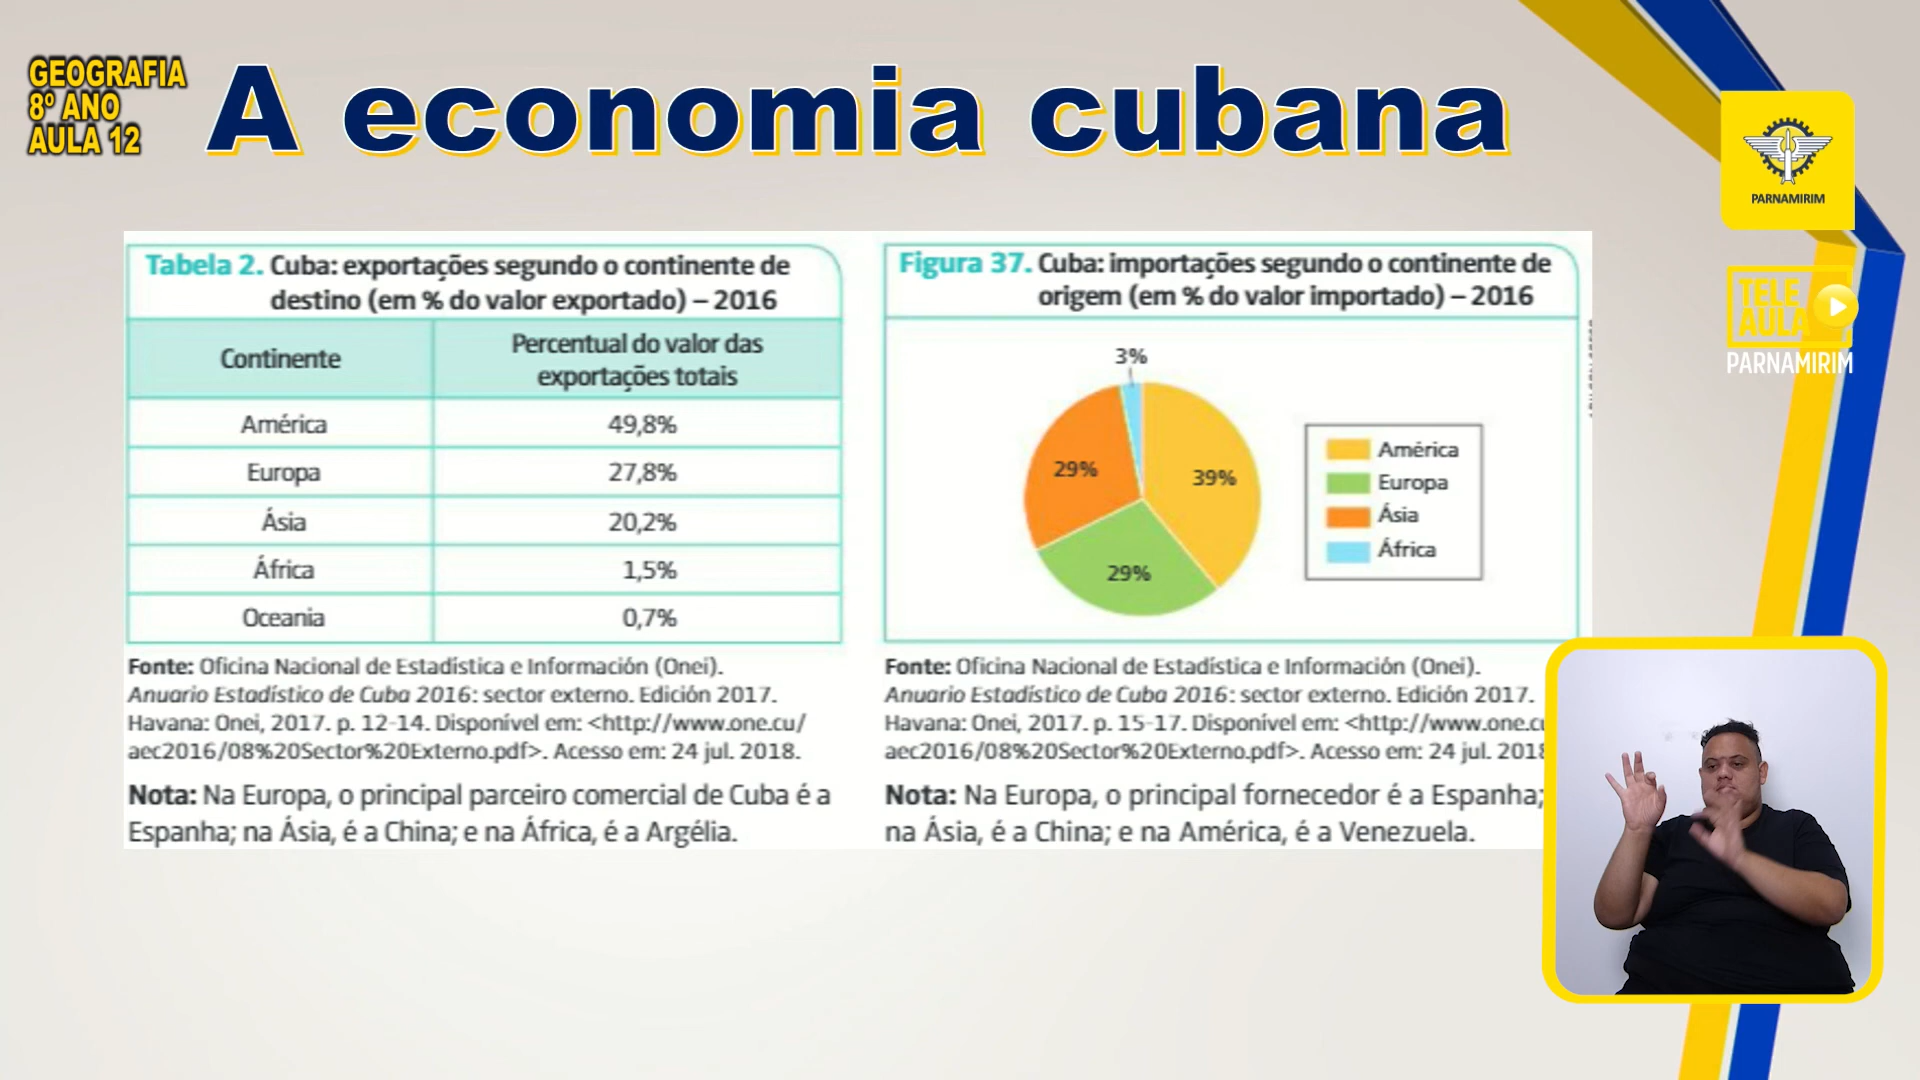 GEOGRAFIA
8º ANO
AULA 12
A economia cubana
PARNAMIRIM
TELE
AULA
PARNAMIRIM
Tabela 2. Cuba: exportações segundo o continente de
destino (em % do valor exportado) – 2016
Continente
Percentual do valor das
exportações totais
América 49,8%
Europa 27,8%
Ásia 20,2%
África 1,5%
Oceania 0,7%
Fonte: Oficina Nacional de Estadística e Información (Onei).
Anuario Estadístico de Cuba 2016: sector externo. Edición 2017.
Havana: Onei, 2017. p. 12-14. Disponível em: <http://www.one.cu/
aec2016/08%20Sector%20Externo.pdf>. Acesso em: 24 jul. 2018.
Nota: Na Europa, o principal parceiro comercial de Cuba é a
Espanha; na Ásia, é a China; e na África, é a Argélia.
Figura 37. Cuba: importações segundo o continente de
origem (em % do valor importado) – 2016
3%
29%
39%
29%
América
Europa
Ásia
África
Fonte: Oficina Nacional de Estadística e Información (Onei).
Anuario Estadístico de Cuba 2016: sector externo. Edición 2017.
Havana: Onei, 2017. p. 15-17. Disponível em: <http://www.one.cu
aec2016/08%20Sector%20Externo.pdf>. Acesso em: 24 jul. 2018
Nota: Na Europa, o principal fornecedor é a Espanha;
na Ásia, é a China; e na América, é a Venezuela.